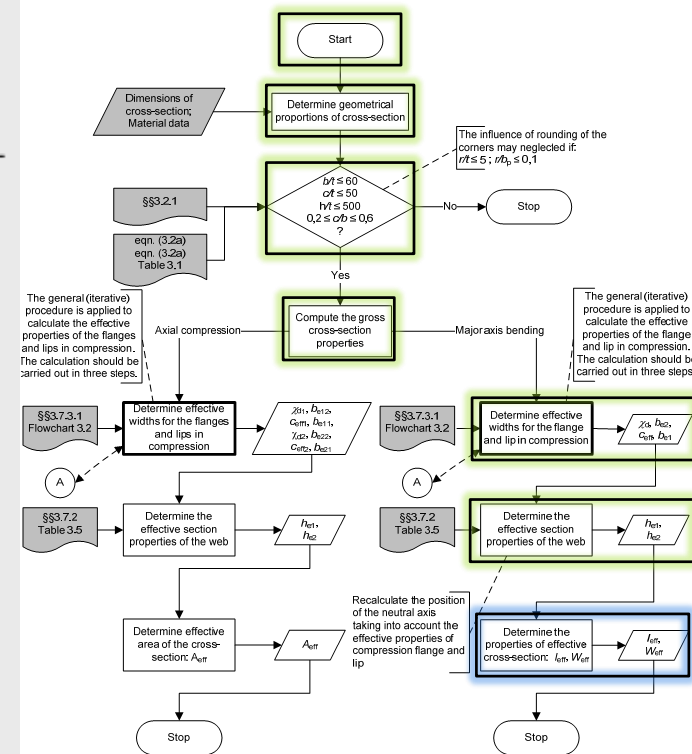 Start
Dimensions of
cross-section;
Material data
Determine geometrical
proportions of cross-section
The influence of rounding of the
corners may neglected if:
r/t ≤ 5 ; r/bp ≤ 0,1
b/t ≤ 60
c/t ≤ 50
h/t ≤ 500
0,2 ≤ c/b ≤ 0,6
?
§§3.2.1
No
Stop
eqn. (3.2a)
eqn. (3.2a)
Table 3.1
Yes
The general (iterative)
procedure is applied to
calculate the effective
properties of the flanges
and lips in compression.
The calculation should be
carried out in three steps.
Axial compression
Compute the gross
cross-section
properties
Major axis bending
The general (iterative)
procedure is applied to
calculate the effective
properties of the flange
and lip in compression.
The calculation should be
carried out in three steps
§§3.7.3.1
Flowchart 3.2
Determine effective
widths for the flanges
and lips in
compression
χd1, be12,
ceff1, be11,
χd2, be22,
ceff2, be21
§§3.7.3.1
Flowchart 3.2
Determine effective
widths for the flange
and lip in compression
χd, be2,
ceff, be1
A
A
§§3.7.2
Table 3.5
Determine the
effective section
properties of the web
he1,
he2
§§3.7.2
Table 3.5
Determine the
effective section
properties of the web
he1,
he2
Recalculate the position
of the neutral axis
taking into account the
effective properties of
compression flange and
lip
Determine effective
area of the cross-
section: Aeff
Aeff
Determine the
properties of effective
cross-section: Ieff, Weff
Ieff,
Weff
Stop
Stop